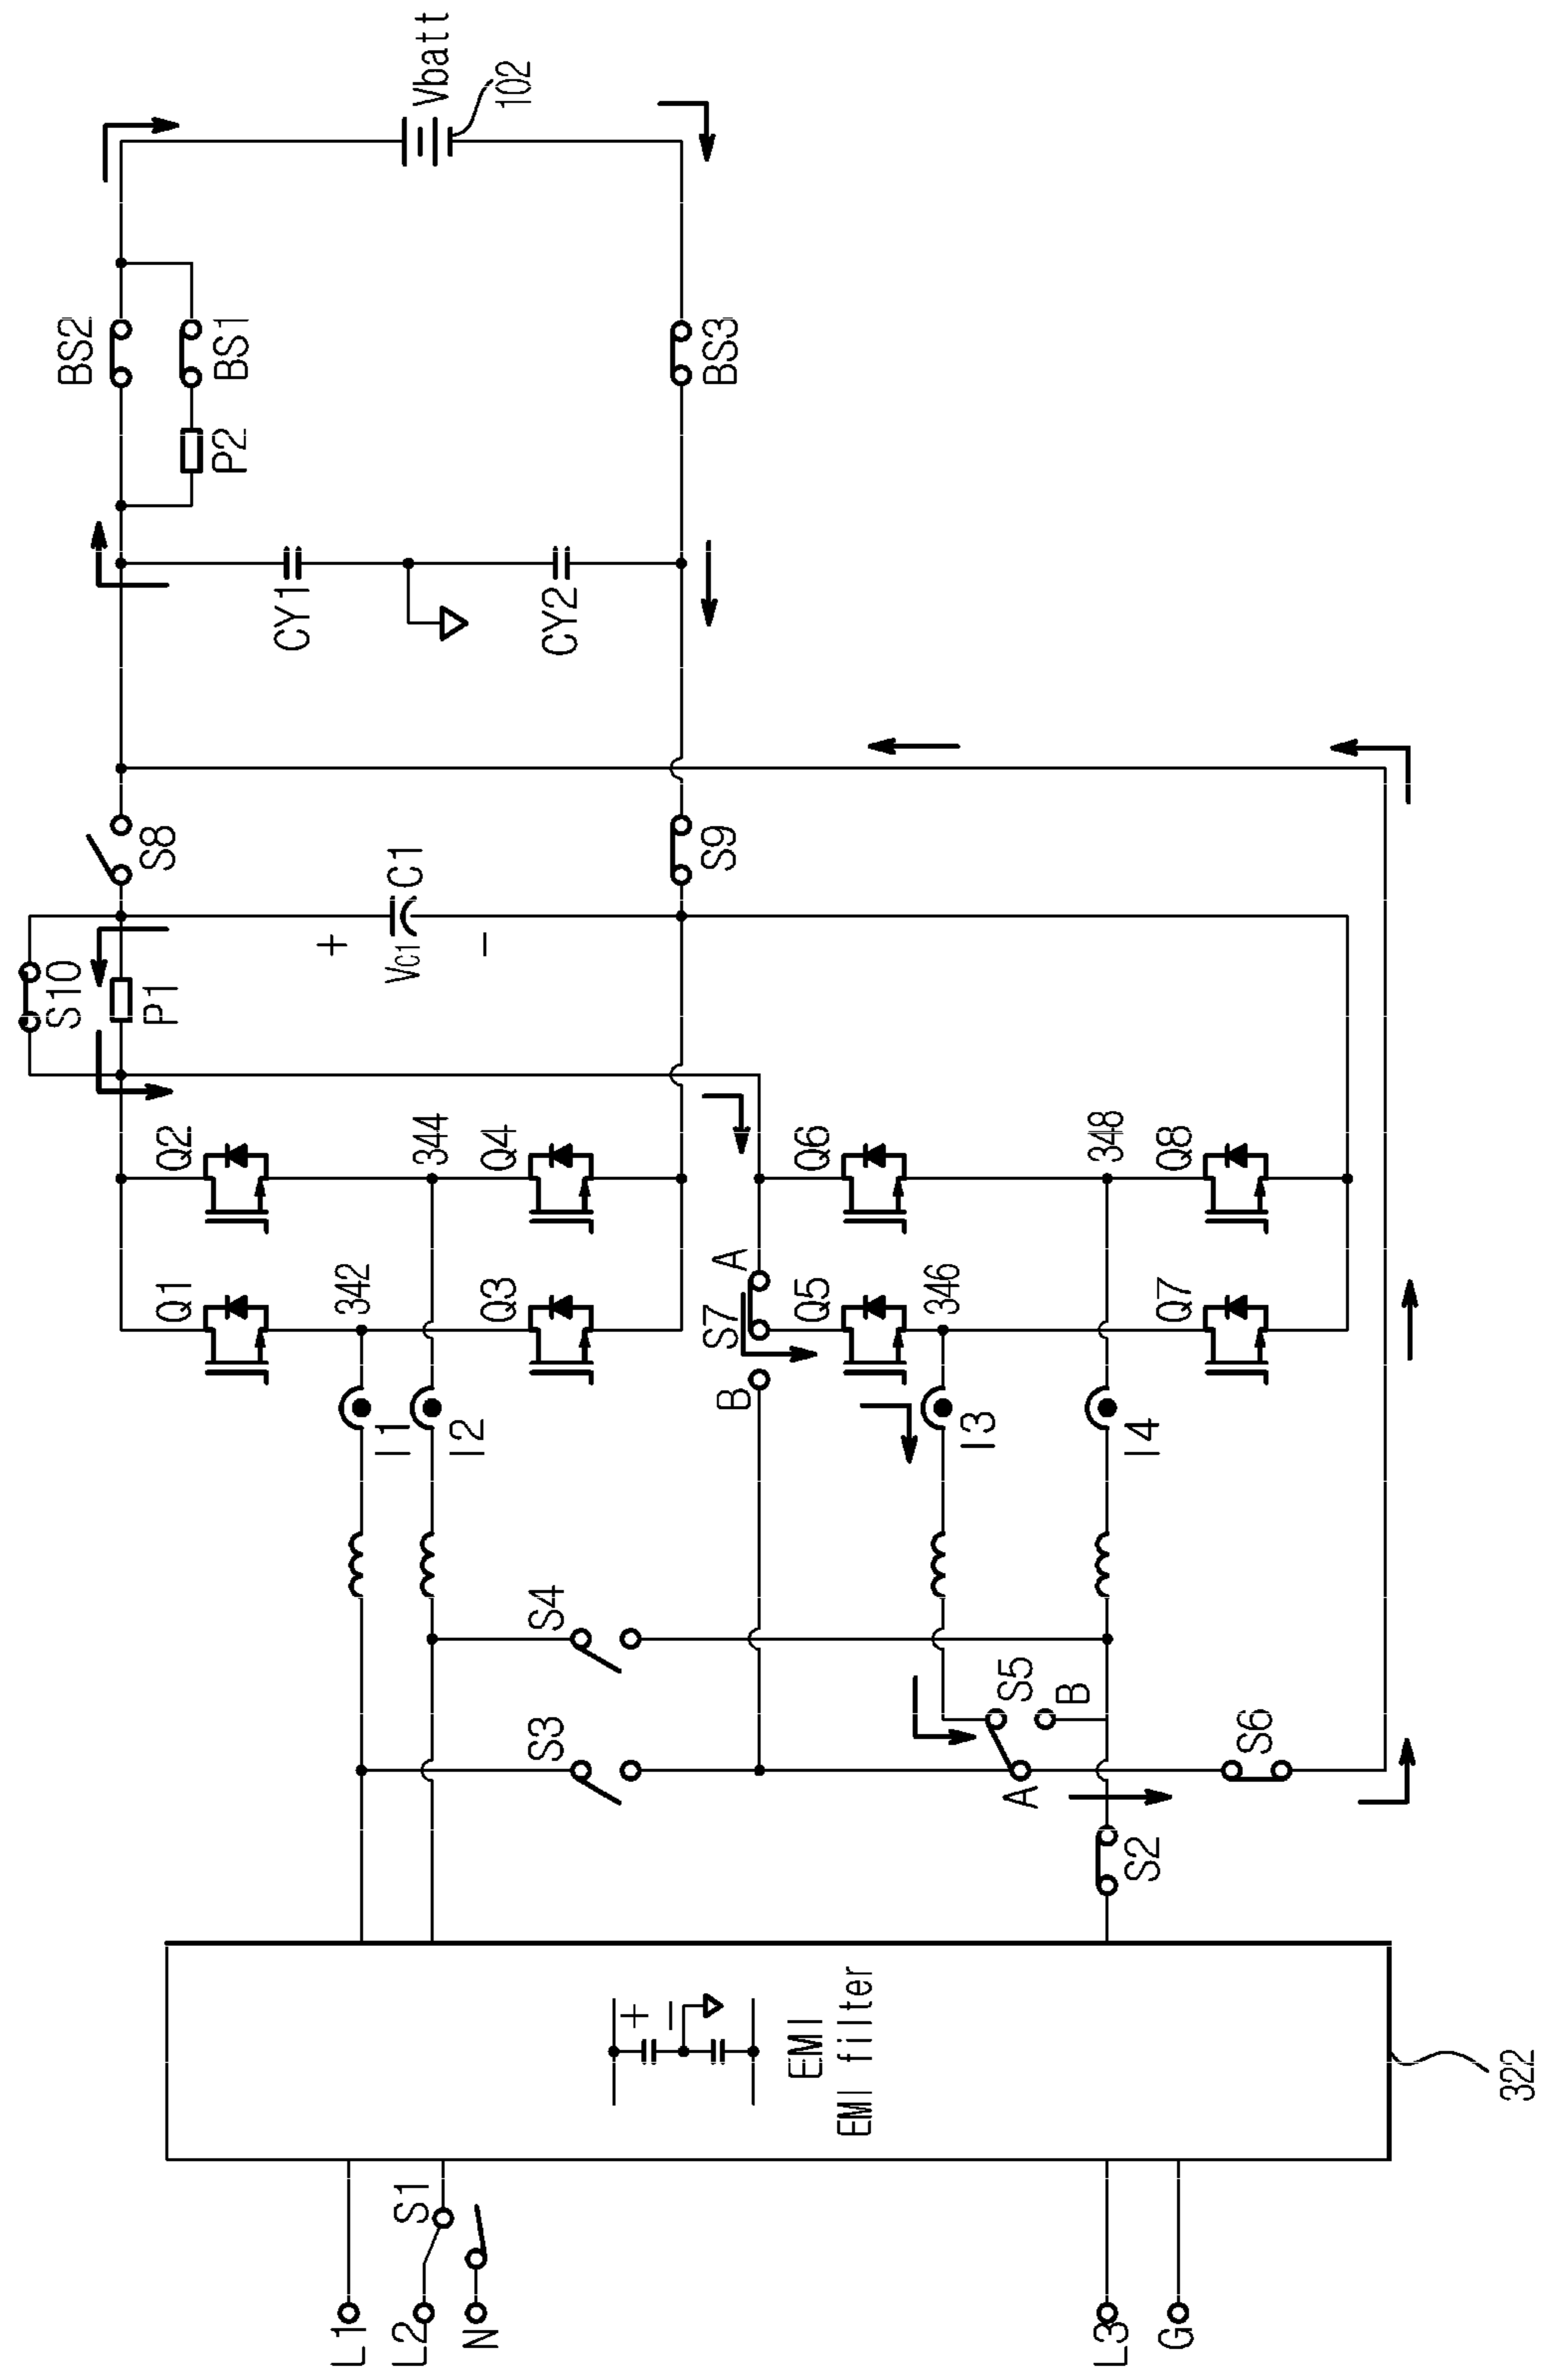 L1
L2
S1
N
L3
G
EMI
EMI filter
+
−
322
S3
S4
A
S5
B
S6
S2
I1
I2
I3
I4
B
S7
A
Q1
342
Q3
Q5
346
Q7
Q2
344
Q4
Q6
348
Q8
S10
P1
+
VC1
C1
−
S8
S9
CY1
CY2
P2
BS2
BS1
BS3
Vbatt
102